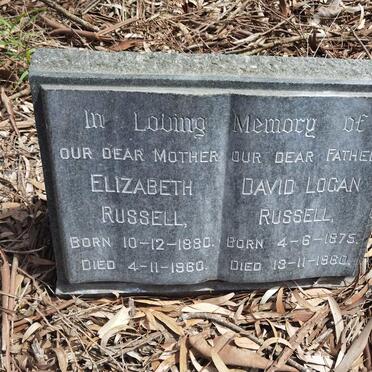 In Loving Memory of
OUR DEAR MOTHER
ELIZABETH
RUSSELL,
BORN 10-12-1880.
DIED 4-11-1960.
OUR DEAR FATHER
DAVID LOGAN
RUSSELL,
BORN 4-6-1875.
DIED 13-11-1960.